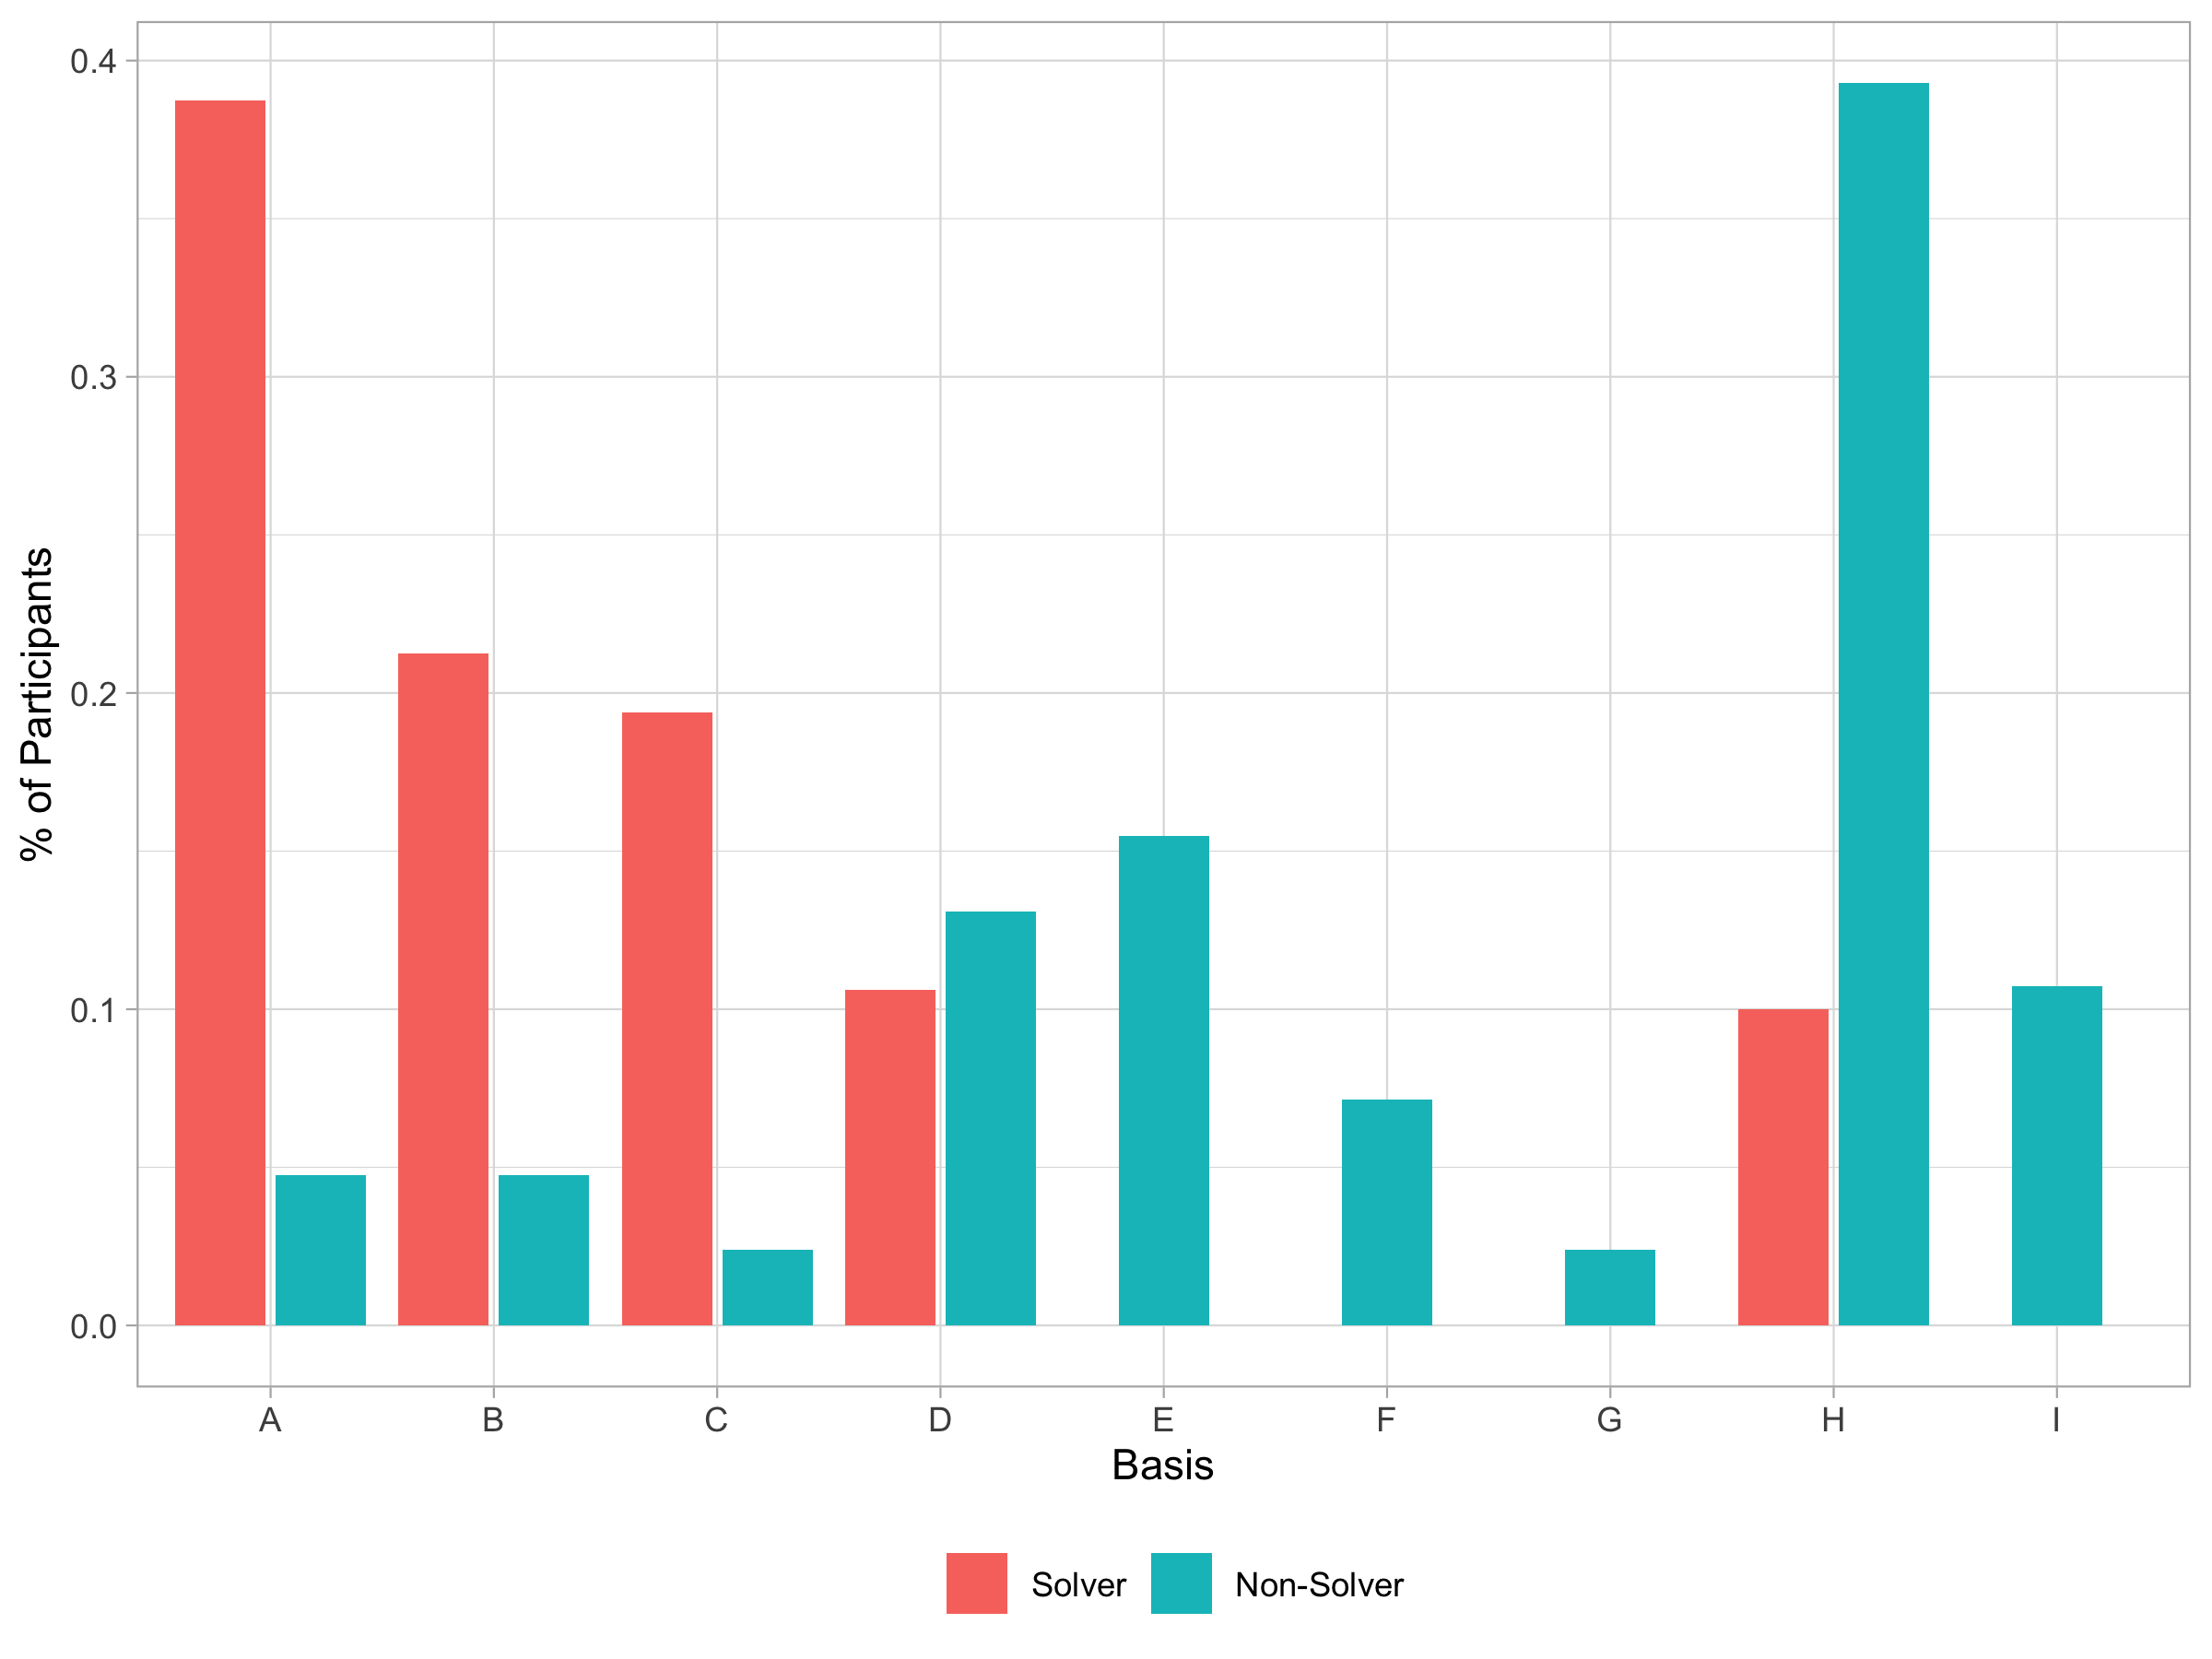 % of Participants
0.4
0.3
0.2
0.1
0.0
A B C D E F G H I
Basis
Solver Non-Solver